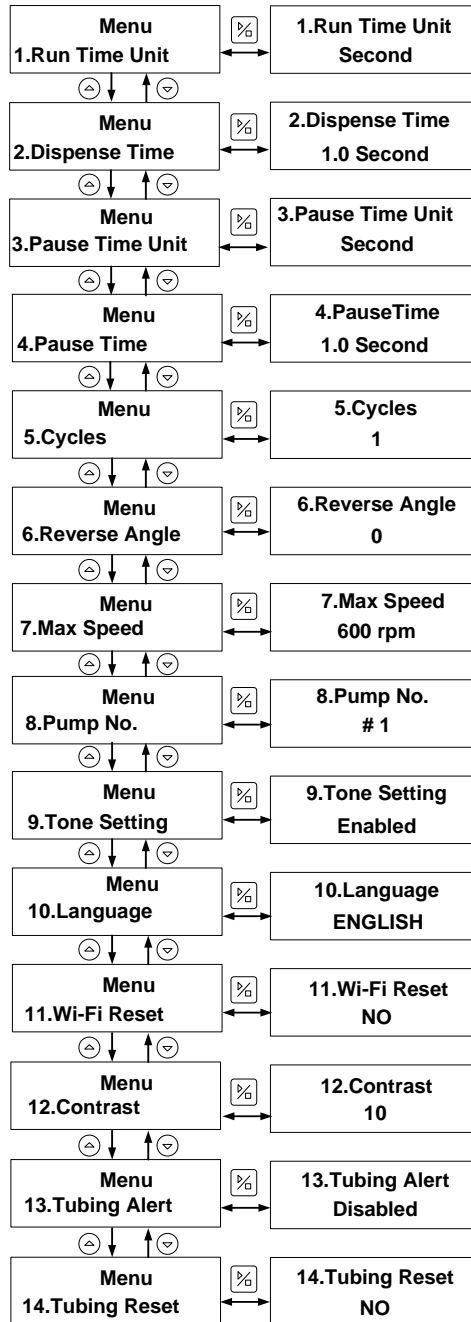 Menu
1.Run Time Unit
1.Run Time Unit
Second
Menu
2.Dispense Time
2.Dispense Time
1.0 Second
Menu
3.Pause Time Unit
3.Pause Time Unit
Second
Menu
4.Pause Time
4.PauseTime
1.0 Second
Menu
5.Cycles
5.Cycles
1
Menu
6.Reverse Angle
6.Reverse Angle
0
Menu
7.Max Speed
7.Max Speed
600 rpm
Menu
8.Pump No.
8.Pump No.
# 1
Menu
9.Tone Setting
9.Tone Setting
Enabled
Menu
10.Language
10.Language
ENGLISH
Menu
11.Wi-Fi Reset
11.Wi-Fi Reset
NO
Menu
12.Contrast
12.Contrast
10
Menu
13.Tubing Alert
13.Tubing Alert
Disabled
Menu
14.Tubing Reset
14.Tubing Reset
NO